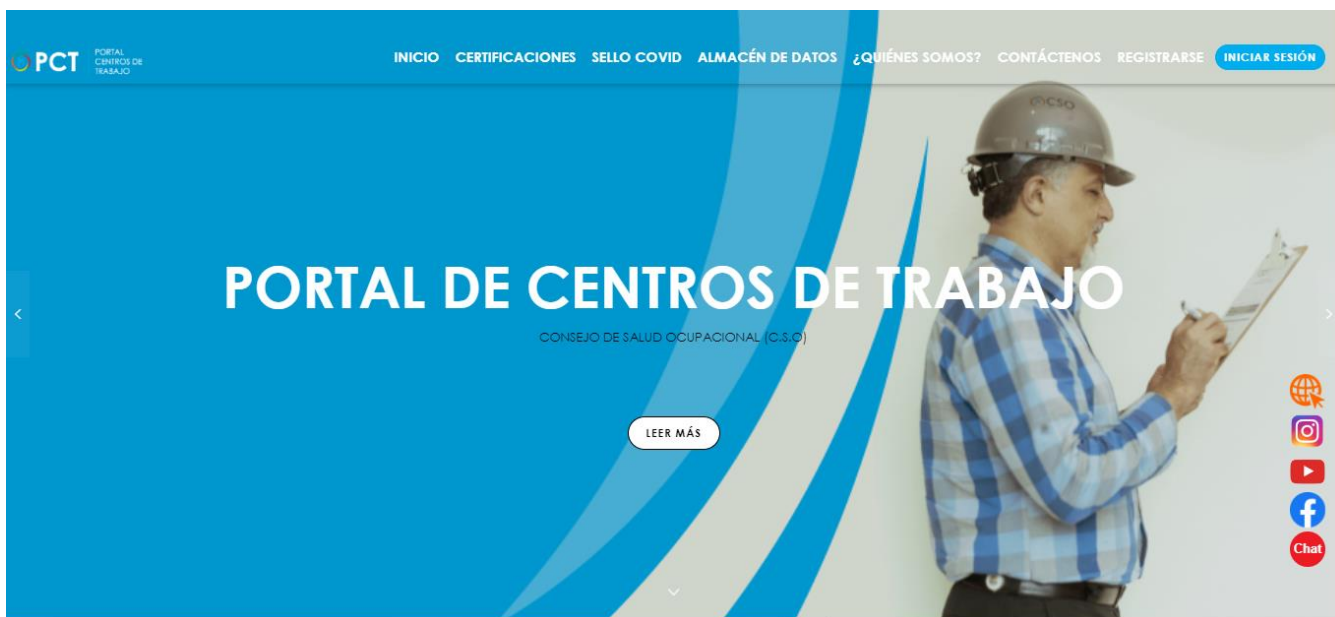 PCT
PORTAL
CENTROS DE
TRABAJO
INICIO CERTIFICACIONES SELLO COVID ALMACÉN DE DATOS ¿QUIÉNES SOMOS? CONTÁCTENOS REGISTRARSE INICIAR SESIÓN
CSO
PORTAL DE CENTROS DE TRABAJO
CONSEJO DE SALUD OCUPACIONAL (C.S.O)
LEER MÁS
Chat